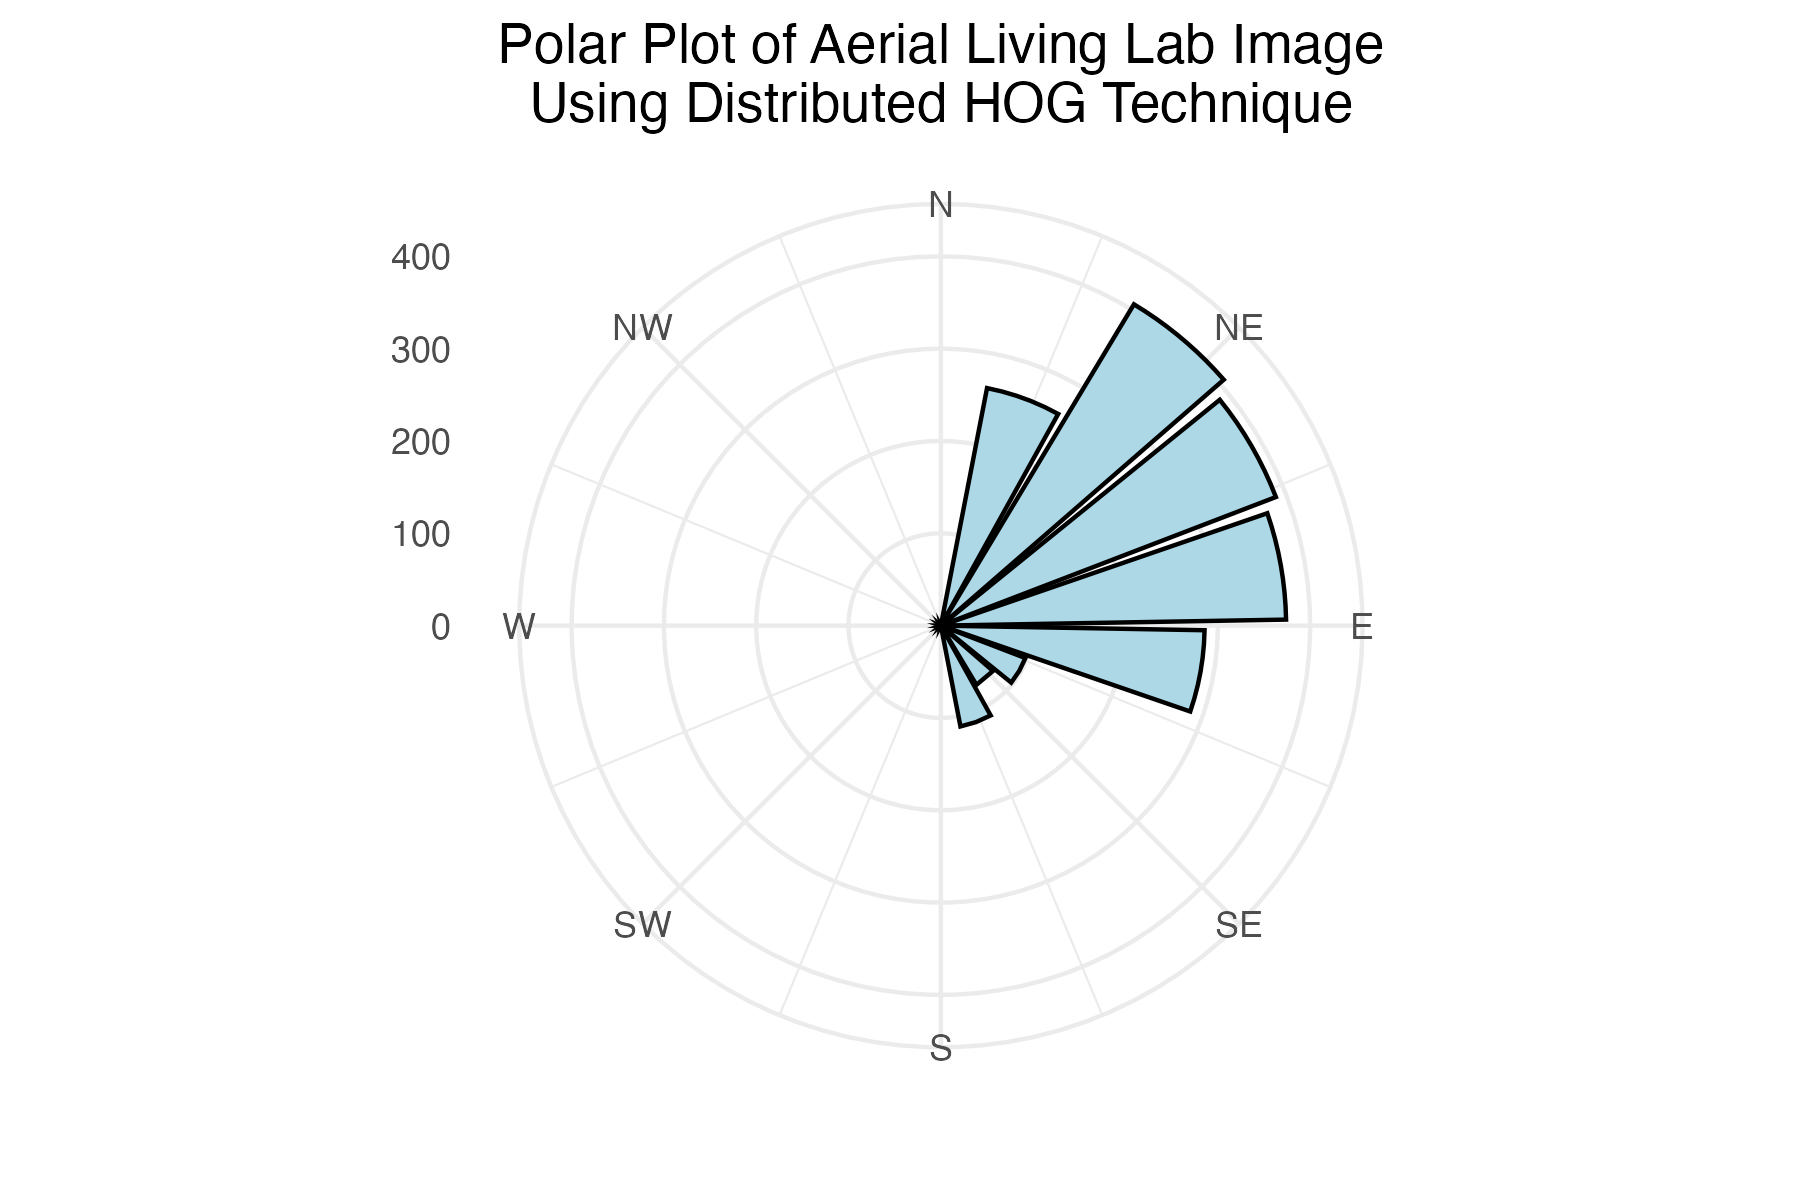 Polar Plot of Aerial Living Lab Image
Using Distributed HOG Technique
N
400
NW
NE
300
200
100
0
W
E
SW
SE
S